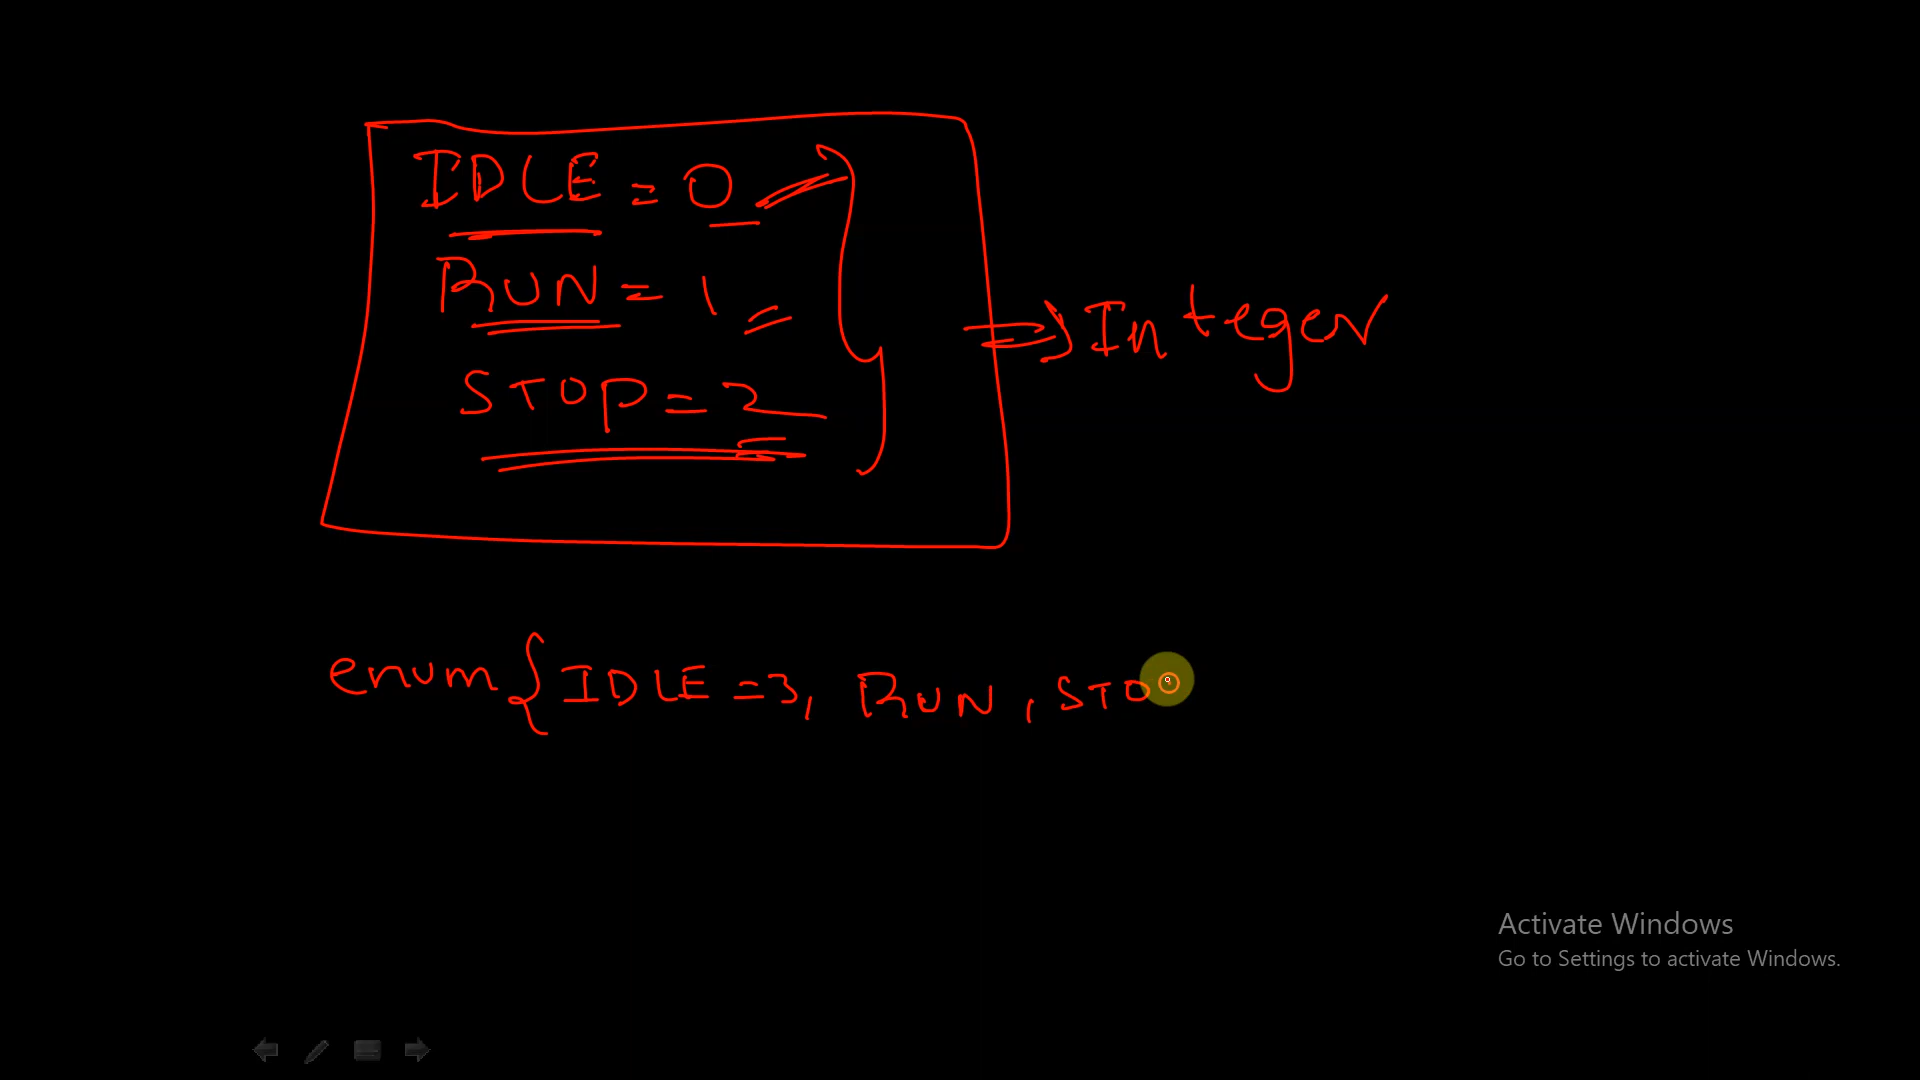 IDLE = 0
RUN = 1
STOP = 2
=> Integer
enum { IDLE = 3, RUN, STO
Activate Windows
Go to Settings to activate Windows.